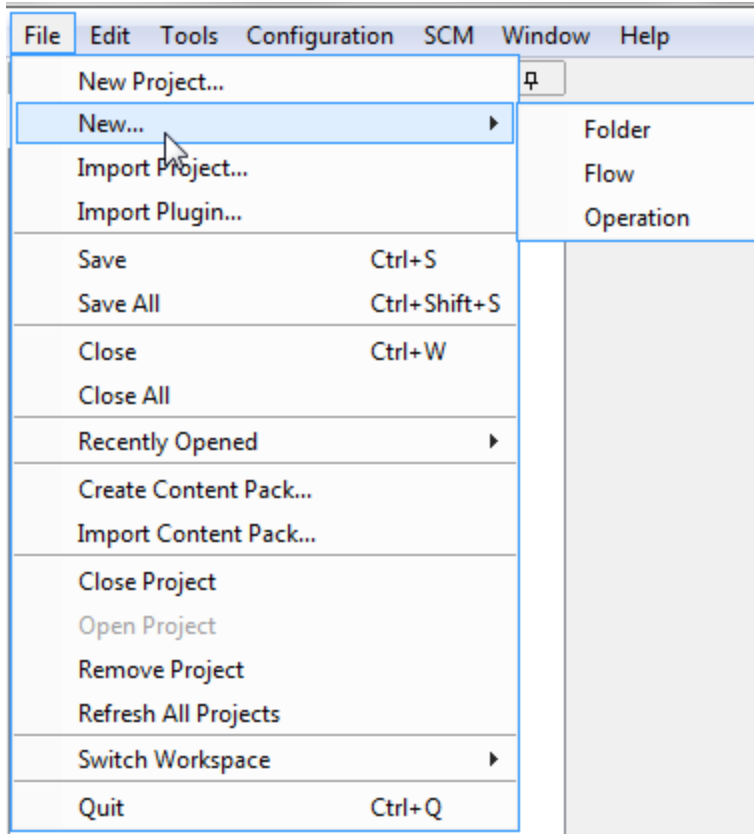 File Edit Tools Configuration SCM Window Help
New Project...
New...
Folder
Flow
Operation
Import Project...
Import Plugin...
Save Ctrl+S
Save All Ctrl+Shift+S
Close Ctrl+W
Close All
Recently Opened
Create Content Pack...
Import Content Pack...
Close Project
Open Project
Remove Project
Refresh All Projects
Switch Workspace
Quit Ctrl+Q